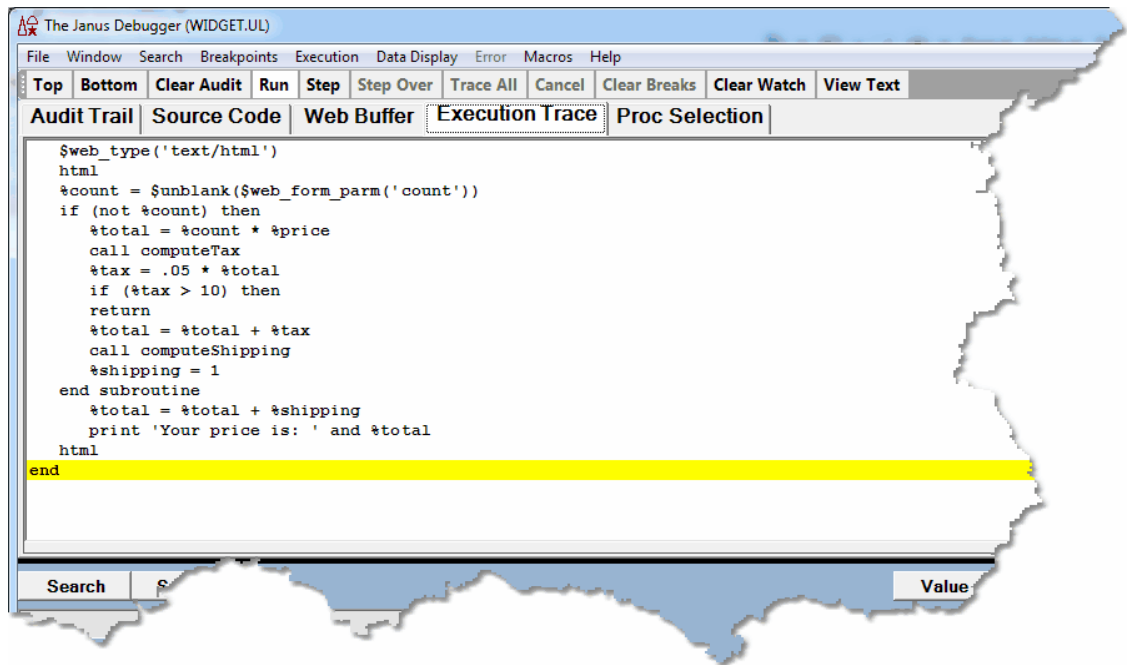 The Janus Debugger (WIDGET.UL)
File Window Search Breakpoints Execution Data Display Error Macros Help
Top Bottom Clear Audit Run Step Step Over Trace All Cancel Clear Breaks Clear Watch View Text
Audit Trail Source Code Web Buffer Execution Trace Proc Selection
$web_type('text/html')
html
%count = $unblank($web_form_parm('count'))
if (not %count) then
%total = %count * %price
call computeTax
%tax = .05 * %total
if (%tax > 10) then
return
%total = %total + %tax
call computeShipping
%shipping = 1
end subroutine
%total = %total + %shipping
print 'Your price is: ' and %total
html
end
Search Value